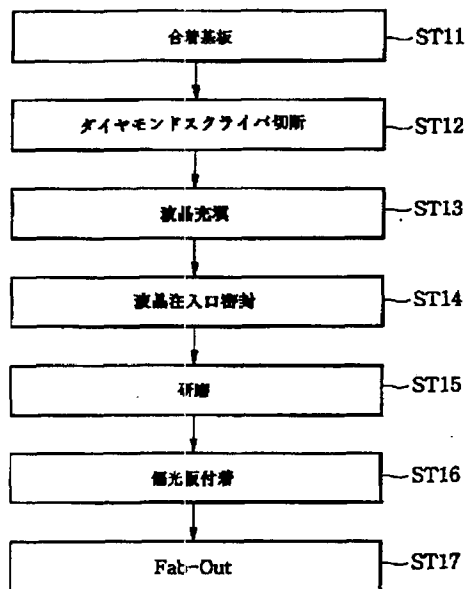 合着基板
ST11
ダイヤモンドスクライバ切断
ST12
液晶充填
ST13
液晶注入口密封
ST14
研磨
ST15
偏光板付着
ST16
Fab-Out
ST17